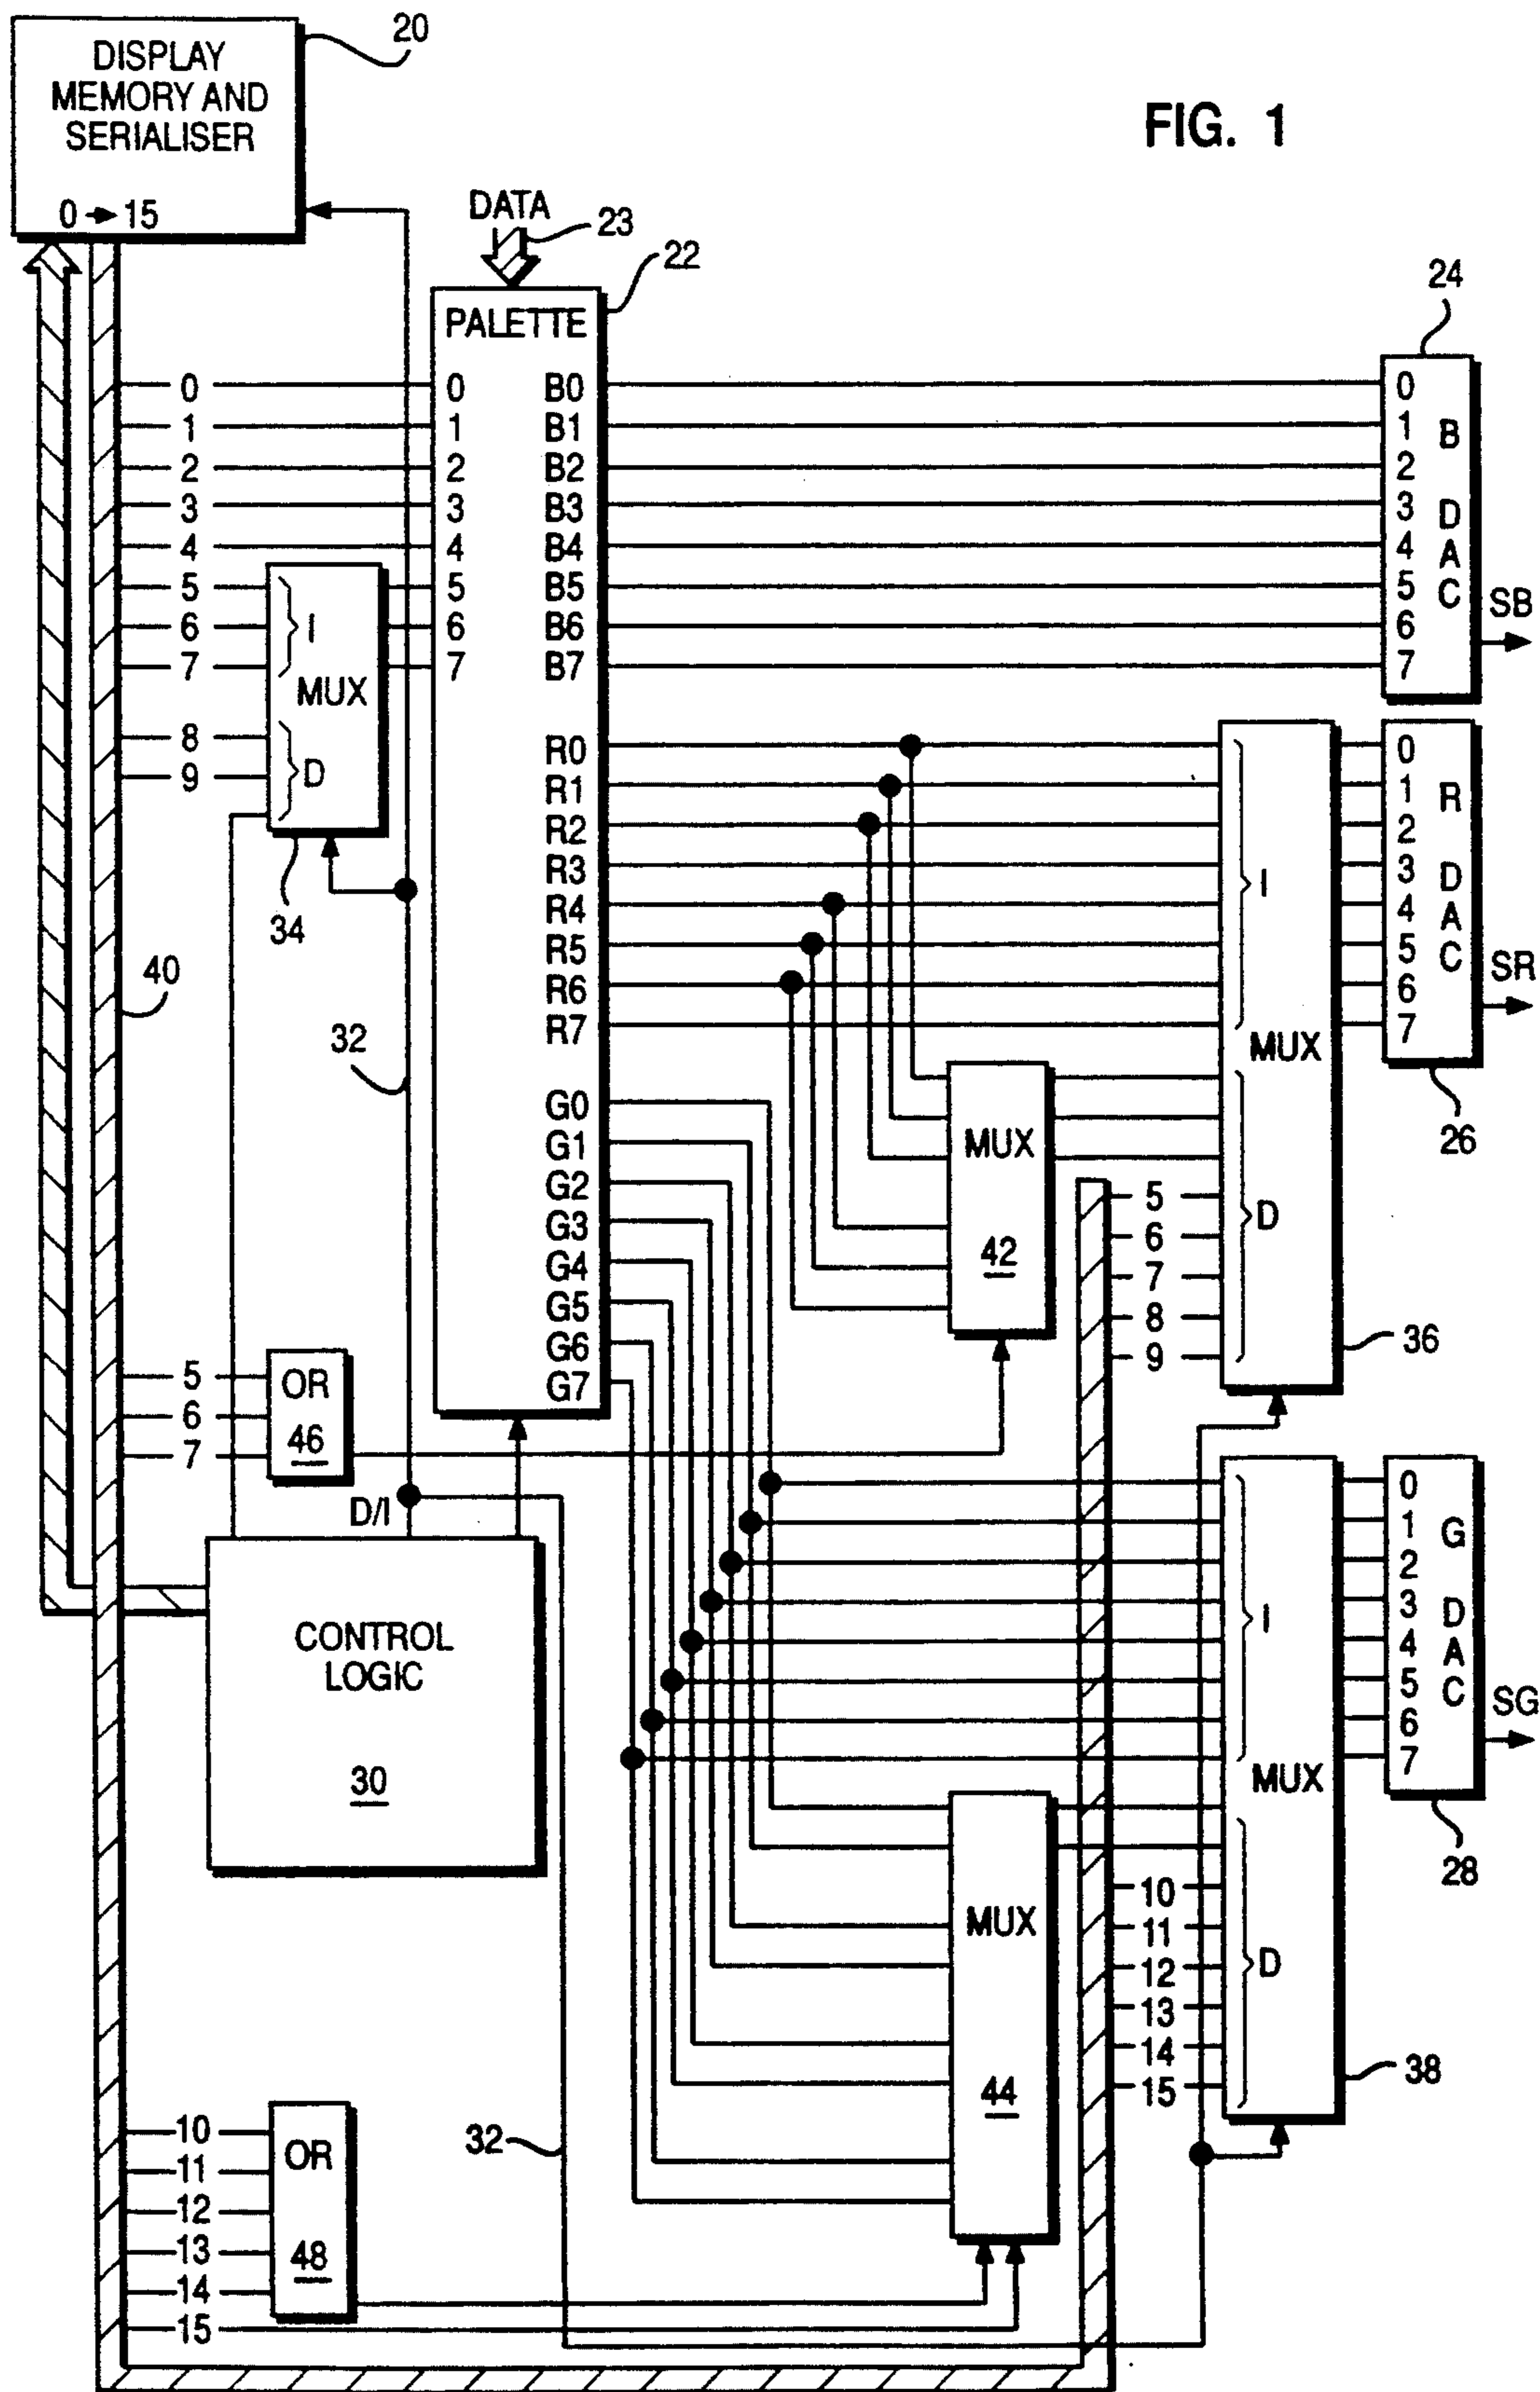 FIG. 1
20
DISPLAY
MEMORY AND
SERIALISER
0 → 15
DATA
23
22
PALETTE
0
1
2
3
4
5
6
7
8
9
0
1
2
3
4
5
6
7
I
MUX
D
34
40
32
B0
B1
B2
B3
B4
B5
B6
B7
R0
R1
R2
R3
R4
R5
R6
R7
G0
G1
G2
G3
G4
G5
G6
G7
24
0
1
2
3
4
5
6
7
B
D
A
C
SB
I
MUX
D
36
0
1
2
3
4
5
6
7
R
D
A
C
SR
26
MUX
42
5
6
7
8
9
5
6
7
OR
46
D/I
CONTROL
LOGIC
30
I
MUX
D
38
0
1
2
3
4
5
6
7
G
D
A
C
SG
28
MUX
44
10
11
12
13
14
15
32
10
11
12
13
14
15
OR
48